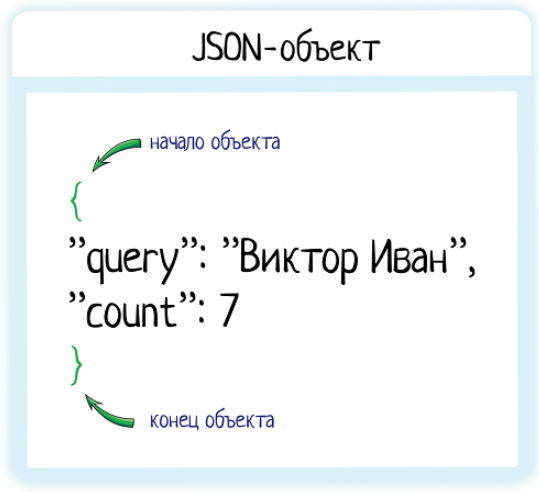 JSON-объект
начало объекта
{
”query”: ”Виктор Иван”,
”count”: 7
}
конец объекта